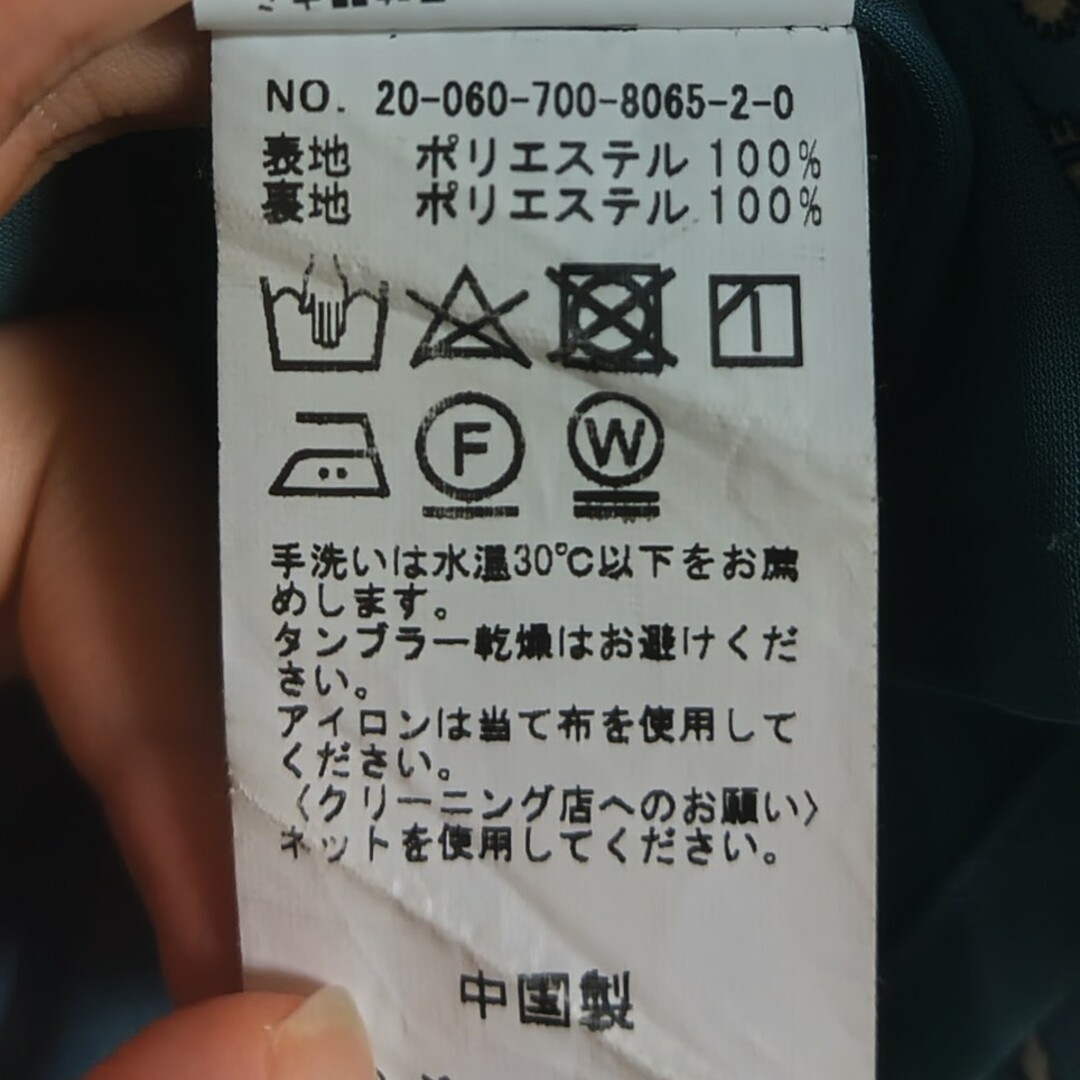 NO. 20-060-700-8065-2-0
表地 ポリエステル 100%
裏地 ポリエステル 100%
F W
手洗いは水温30℃以下をお薦
めします。
タンブラー乾燥はお避けくだ
さい。
アイロンは当て布を使用して
ください。
〈クリーニング店へのお願い〉
ネットを使用してください。
中国製